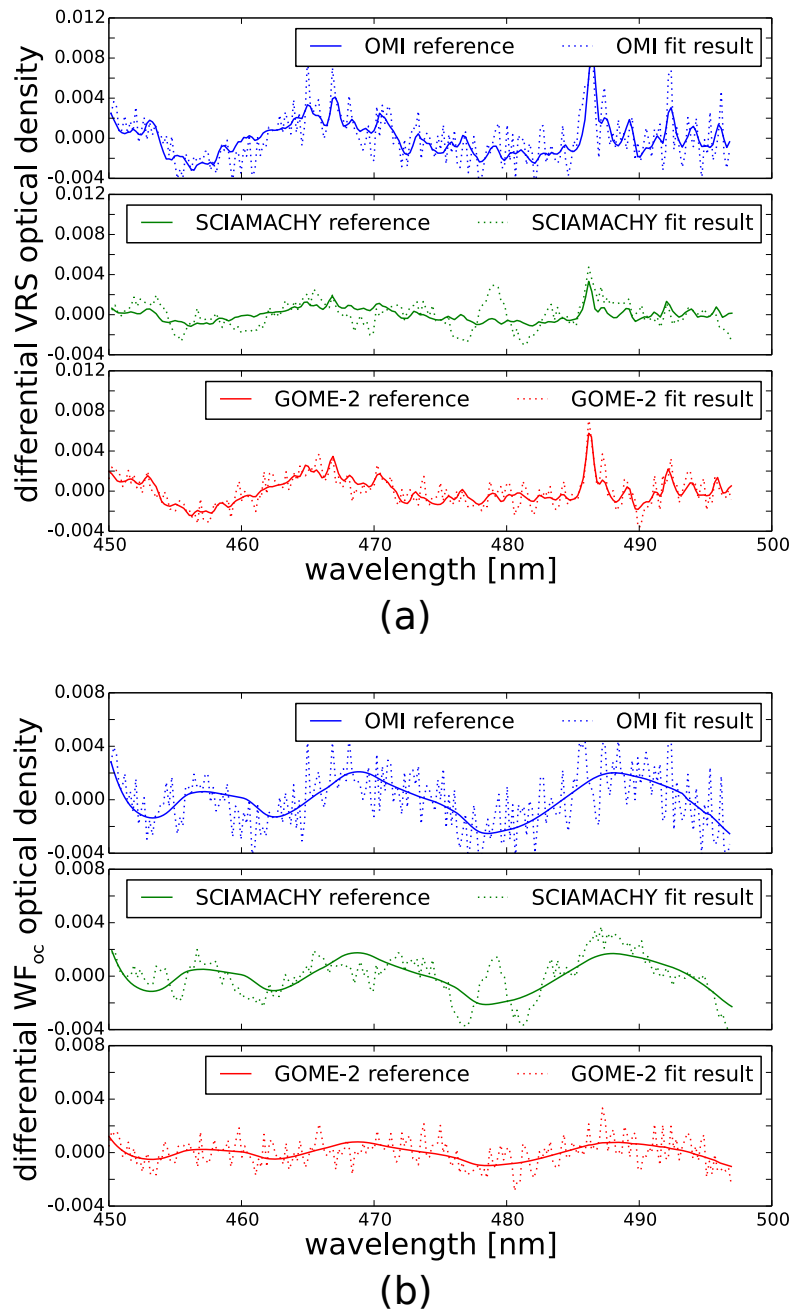 0.012
OMI reference OMI fit result
0.008
0.004
0.000
-0.004
0.012
SCIAMACHY reference SCIAMACHY fit result
0.008
0.004
0.000
-0.004
0.012
GOME-2 reference GOME-2 fit result
0.008
0.004
0.000
-0.004
differential VRS optical density
450 460 470 480 490 500
wavelength [nm]
(a)
0.008
OMI reference OMI fit result
0.004
0.000
-0.004
0.008
SCIAMACHY reference SCIAMACHY fit result
0.004
0.000
-0.004
0.008
GOME-2 reference GOME-2 fit result
0.004
0.000
-0.004
differential WFoc optical density
450 460 470 480 490 500
wavelength [nm]
(b)